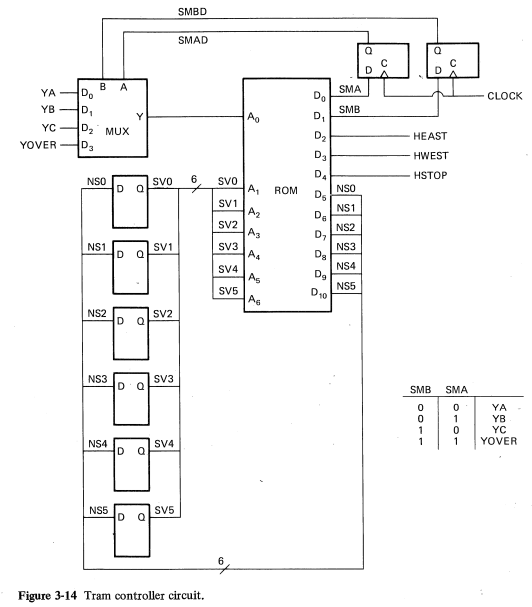 SMBD
SMAD
Q Q
D C D C
B A
SMA
CLOCK
YA D₀
YB D₁
YC D₂
YOVER D₃
MUX
Y
A₀
ROM
D₀
D₁ SMB
D₂ HEAST
D₃ HWEST
D₄ HSTOP
D₅ NS0
D₆ NS1
D₇ NS2
D₈ NS3
D₉ NS4
D₁₀ NS5
6
SV0 A₁
SV1 A₂
SV2 A₃
SV3 A₄
SV4 A₅
SV5 A₆
NS0 D Q SV0
NS1 D Q SV1
NS2 D Q SV2
NS3 D Q SV3
NS4 D Q SV4
NS5 D Q SV5
6
SMB SMA
0 0 YA
0 1 YB
1 0 YC
1 1 YOVER
Figure 3-14 Tram controller circuit.